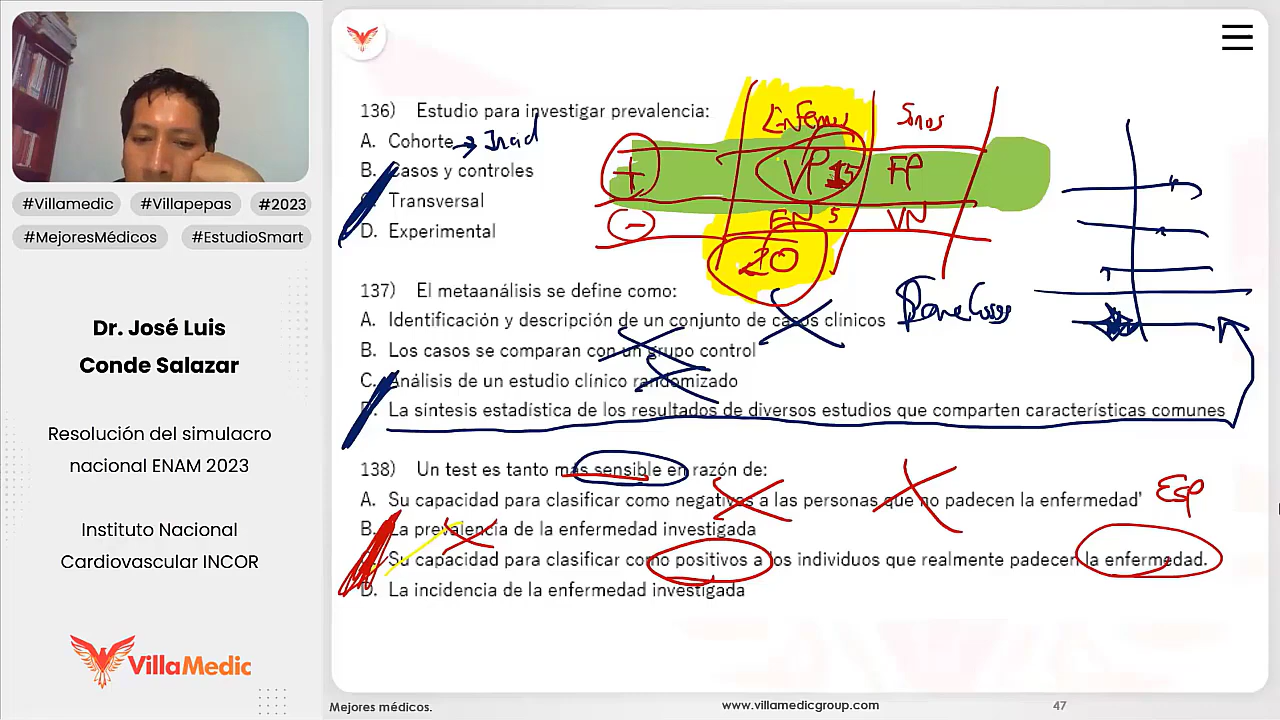 136) Estudio para investigar prevalencia:
A. Cohorte → Incid
B. Casos y controles
C. Transversal
D. Experimental
Enfermos Sanos
+ VP 15 FP
- FN 5 VN
20
137) El metaanálisis se define como:
A. Identificación y descripción de un conjunto de casos clínicos
B. Los casos se comparan con un grupo control
C. Análisis de un estudio clínico randomizado
D. La síntesis estadística de los resultados de diversos estudios que comparten características comunes
138) Un test es tanto más sensible en razón de:
A. Su capacidad para clasificar como negativos a las personas que no padecen la enfermedad'
Esp
B. La prevalencia de la enfermedad investigada
C. Su capacidad para clasificar como positivos a los individuos que realmente padecen la enfermedad.
D. La incidencia de la enfermedad investigada
#Villamedic #Villapepas #2023
#MejoresMédicos #EstudioSmart
Dr. José Luis
Conde Salazar
Resolución del simulacro
nacional ENAM 2023
Instituto Nacional
Cardiovascular INCOR
VillaMedic
Mejores médicos. www.villamedicgroup.com 47